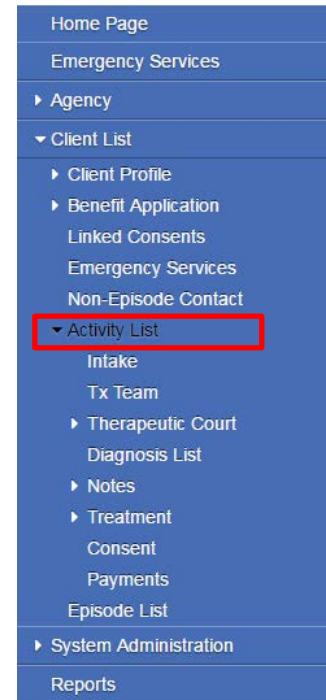 Home Page
Emergency Services
Agency
Client List
Client Profile
Benefit Application
Linked Consents
Emergency Services
Non-Episode Contact
Activity List
Intake
Tx Team
Therapeutic Court
Diagnosis List
Notes
Treatment
Consent
Payments
Episode List
System Administration
Reports